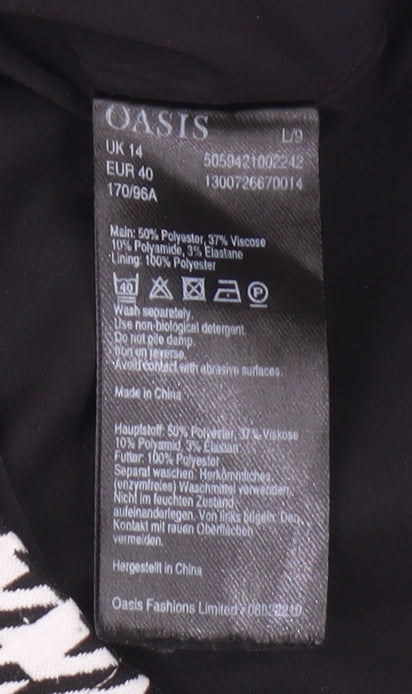 OASIS
L/9
UK 14
5059421002242
EUR 40
1300726670014
170/96A
Main: 50% Polyester, 37% Viscose
10% Polyamide, 3% Elastane
Lining: 100% Polyester
40
P
Wash separately.
Use non-biological detergent.
Do not pile damp.
Iron on reverse.
Avoid contact with abrasive surfaces.
Made in China
Hauptstoff: 50% Polyester, 37% Viskose
10% Polyamid, 3% Elastan
Futter: 100% Polyester
Separat waschen. Herkömmliches,
(enzymfreies) Waschmittel verwenden.
Nicht im feuchten Zustand
aufeinanderlegen. Von links bügeln. Den
Kontakt mit rauen Oberflächen
vermeiden.
Hergestellt in China
Oasis Fashions Limited